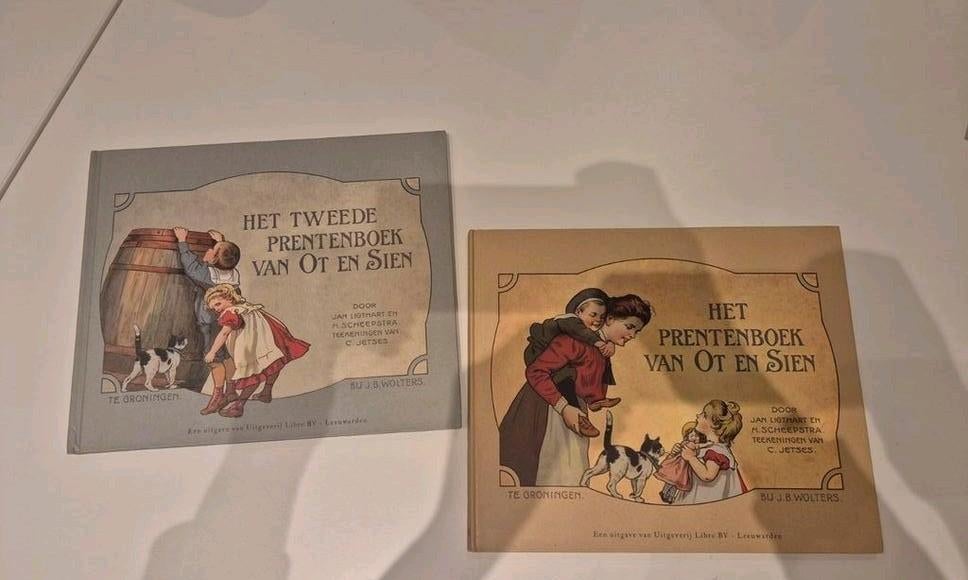 HET TWEEDE
PRENTENBOEK
VAN OT EN SIEN
DOOR
JAN LIGTHART EN
H. SCHEEPSTRA.
TEEKENINGEN VAN
C. JETSES.
TE GRONINGEN.
BIJ J.B. WOLTERS.
Een uitgave van Uitgeverij Libre BV - Leeuwarden
HET
PRENTENBOEK
VAN OT EN SIEN
DOOR
JAN LIGTHART EN
H. SCHEEPSTRA.
TEEKENINGEN VAN
C. JETSES.
TE GRONINGEN.
BIJ J.B. WOLTERS.
Een uitgave van Uitgeverij Libre BV - Leeuwarden